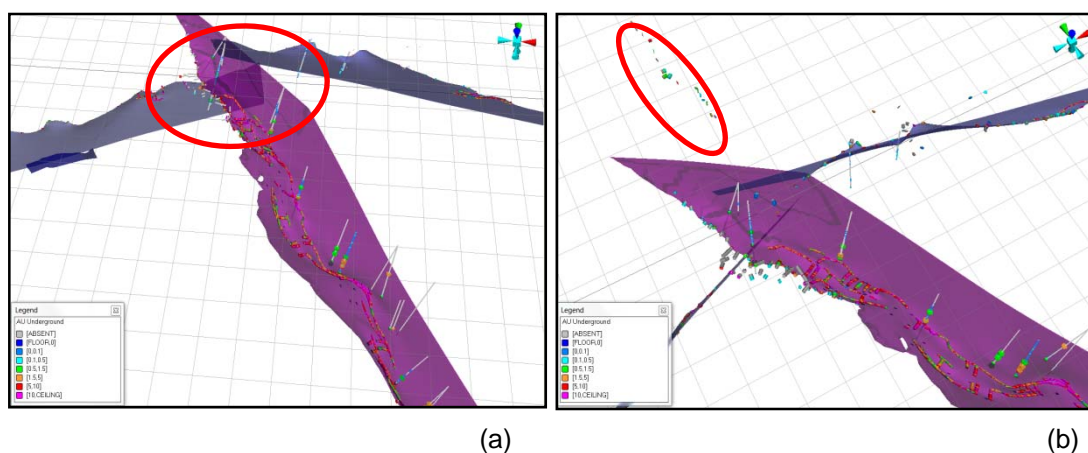 Legend
AU Underground
[ABSENT]
[FLOOR,0]
[0,0.1]
[0.1,0.5]
[0.5,1.5]
[1.5,5]
[5,10]
[10,CEILING]
Legend
AU Underground
[ABSENT]
[FLOOR,0]
[0,0.1]
[0.1,0.5]
[0.5,1.5]
[1.5,5]
[5,10]
[10,CEILING]
(a)
(b)